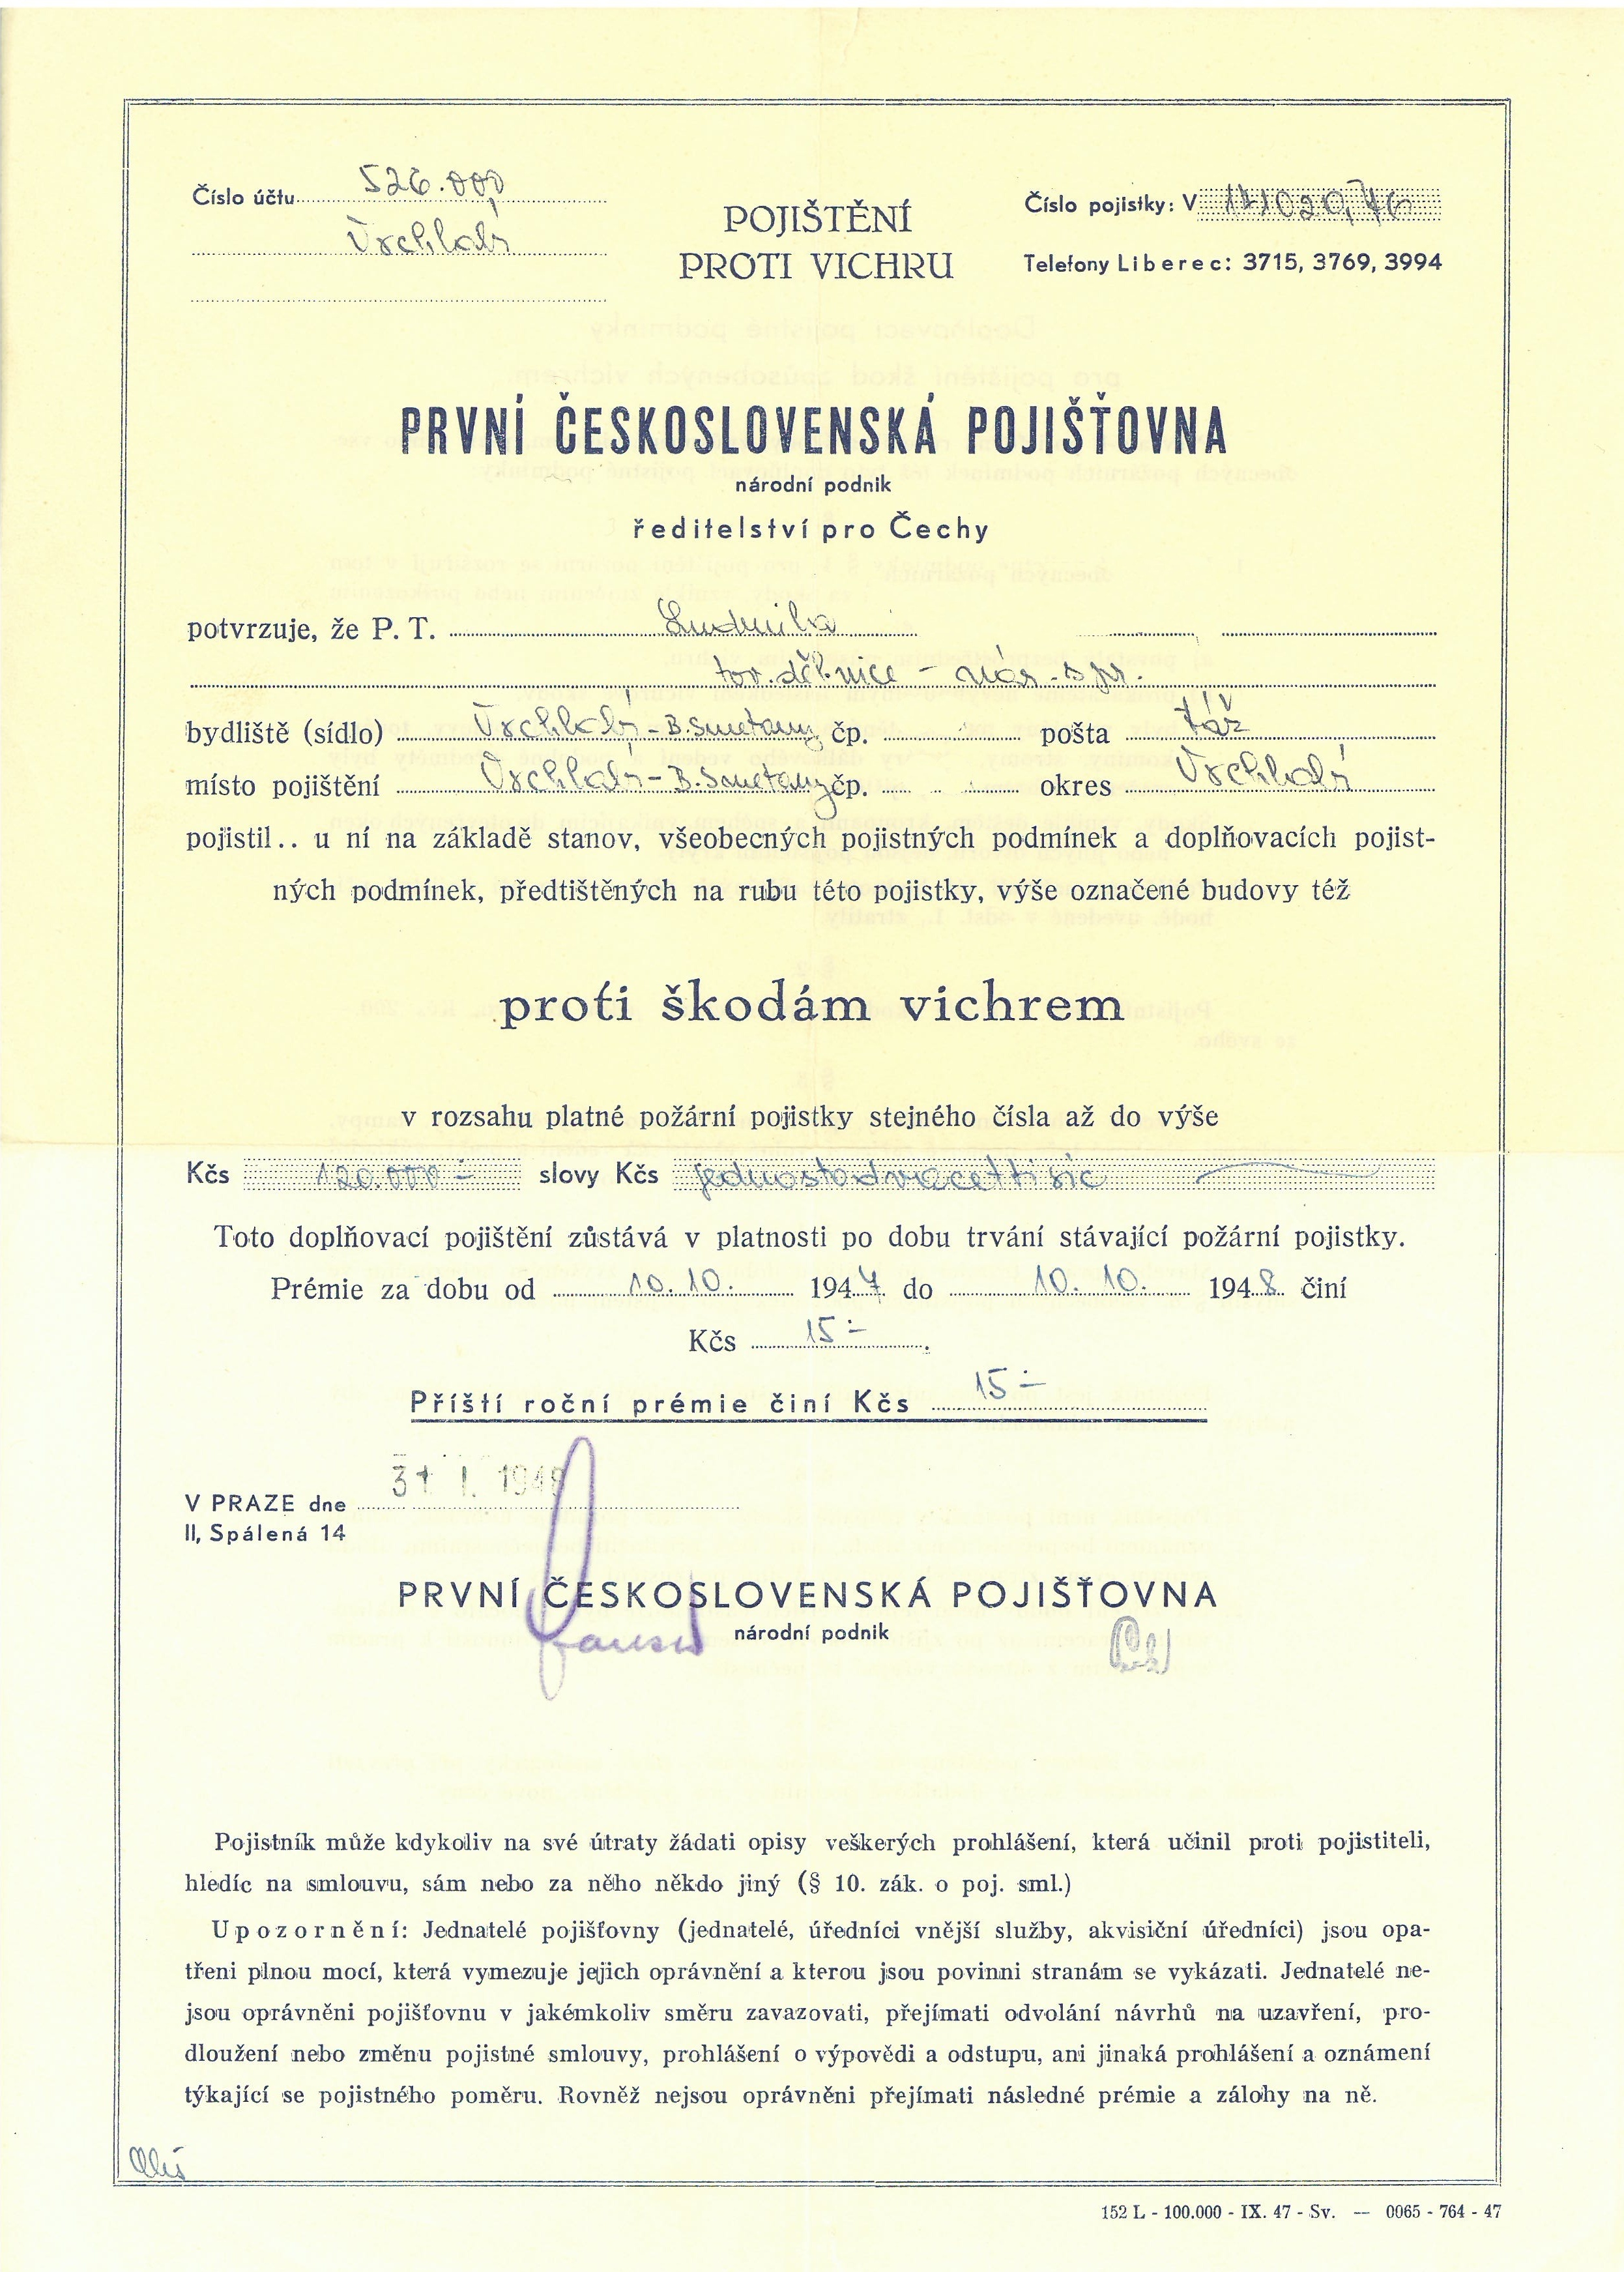 Číslo účtu 526.000
Vrchlabí
POJIŠTĚNÍ
PROTI VICHRU
Číslo pojistky: V
Telefony Liberec: 3715, 3769, 3994
PRVNÍ ČESKOSLOVENSKÁ POJIŠŤOVNA
národní podnik
ředitelství pro Čechy
potvrzuje, že P. T. Ludmila
tov. dělnice - nár. spr.
bydliště (sídlo) Vrchlabí - B. Smetany čp. pošta táž
místo pojištění Vrchlabí - B. Smetany čp. okres Vrchlabí
pojistil.. u ní na základě stanov, všeobecných pojistných podmínek a doplňovacích pojist-
ných podmínek, předtištěných na rubu této pojistky, výše označené budovy též
proti škodám vichrem
v rozsahu platné požární pojistky stejného čísla až do výše
Kčs 120.000 - slovy Kčs jednostodvacettisíc
Toto doplňovací pojištění zůstává v platnosti po dobu trvání stávající požární pojistky.
Prémie za dobu od 10.10. 1947 do 10.10. 1948 činí
Kčs 15 -.
Příští roční prémie činí Kčs 15 -
V PRAZE dne 31 I. 1948
II, Spálená 14
PRVNÍ ČESKOSLOVENSKÁ POJIŠŤOVNA
národní podnik
Pojistník může kdykoliv na své útraty žádati opisy veškerých prohlášení, která učinil proti pojistiteli,
hledíc na smlouvu, sám nebo za něho někdo jiný (§ 10. zák. o poj. sml.)
Upozornění: Jednatelé pojišťovny (jednatelé, úředníci vnější služby, akvisiční úředníci) jsou opa-
třeni plnou mocí, která vymezuje jejich oprávnění a kterou jsou povinni stranám se vykázati. Jednatelé ne-
jsou oprávněni pojišťovnu v jakémkoliv směru zavazovati, přejímati odvolání návrhů na uzavření, pro-
dloužení nebo změnu pojistné smlouvy, prohlášení o výpovědi a odstupu, ani jinaká prohlášení a oznámení
týkající se pojistného poměru. Rovněž nejsou oprávněni přejímati následné prémie a zálohy na ně.
152 L - 100.000 - IX. 47 - Sv. — 0065 - 764 - 47